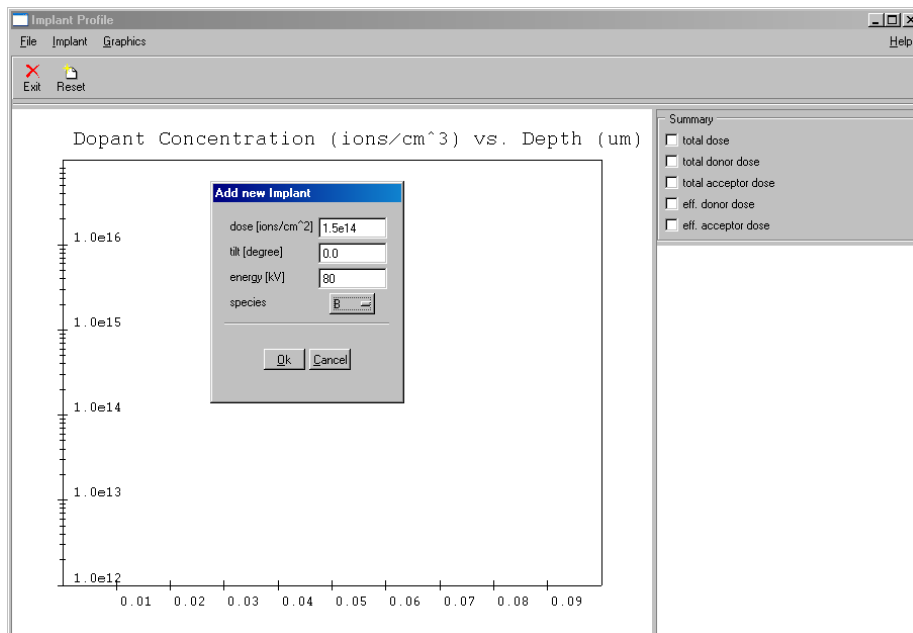 Implant Profile
File Implant Graphics Help
Exit Reset
Dopant Concentration (ions/cm^3) vs. Depth (um)
1.0e16
1.0e15
1.0e14
1.0e13
1.0e12
0.01 0.02 0.03 0.04 0.05 0.06 0.07 0.08 0.09
Add new Implant
dose [ions/cm^2] 1.5e14
tilt [degree] 0.0
energy [kV] 80
species B
Ok Cancel
Summary
total dose
total donor dose
total acceptor dose
eff. donor dose
eff. acceptor dose